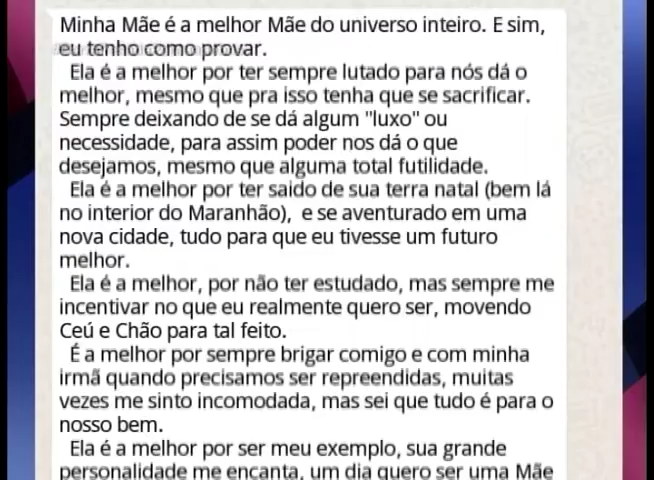 Minha Mãe é a melhor Mãe do universo inteiro. E sim,
eu tenho como provar.
Ela é a melhor por ter sempre lutado para nós dá o
melhor, mesmo que pra isso tenha que se sacrificar.
Sempre deixando de se dá algum "luxo" ou
necessidade, para assim poder nos dá o que
desejamos, mesmo que alguma total futilidade.
Ela é a melhor por ter saido de sua terra natal (bem lá
no interior do Maranhão), e se aventurado em uma
nova cidade, tudo para que eu tivesse um futuro
melhor.
Ela é a melhor, por não ter estudado, mas sempre me
incentivar no que eu realmente quero ser, movendo
Ceú e Chão para tal feito.
É a melhor por sempre brigar comigo e com minha
irmã quando precisamos ser repreendidas, muitas
vezes me sinto incomodada, mas sei que tudo é para o
nosso bem.
Ela é a melhor por ser meu exemplo, sua grande
personalidade me encanta, um dia quero ser uma Mãe